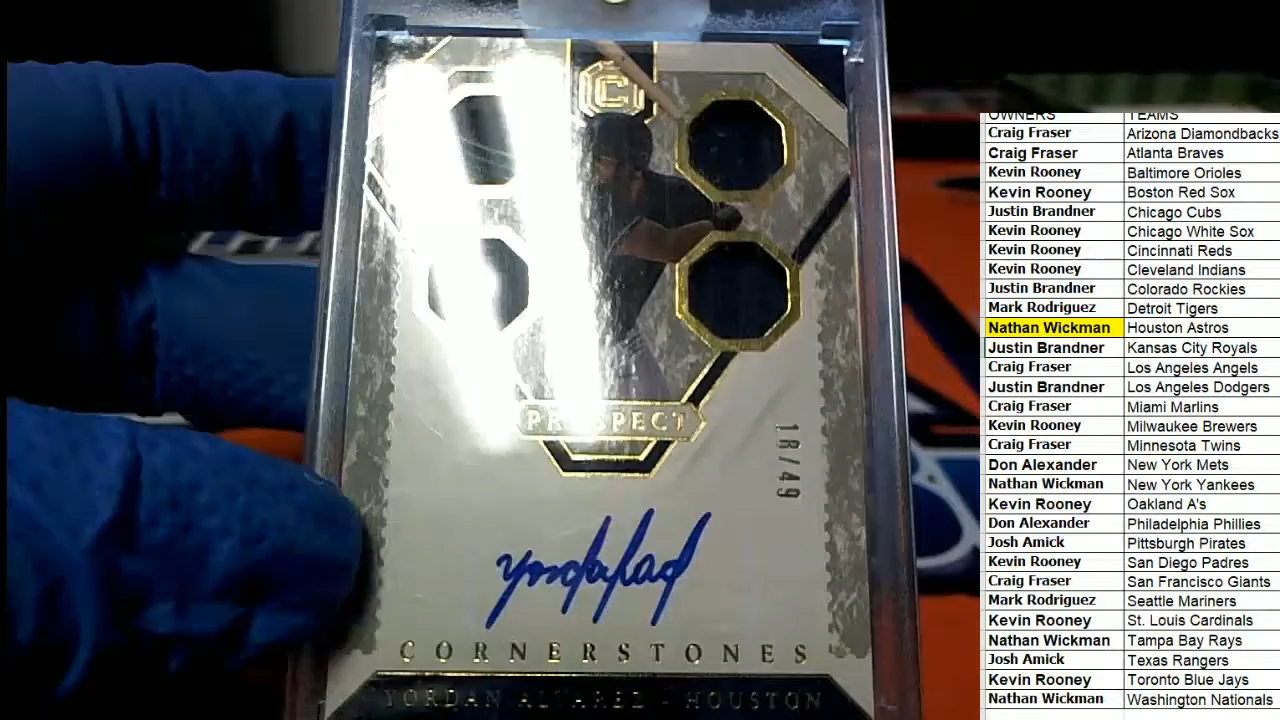 C
PROSPECT
18/49
CORNERSTONES
YORDAN ALVAREZ - HOUSTON
OWNERS TEAMS
Craig Fraser Arizona Diamondbacks
Craig Fraser Atlanta Braves
Kevin Rooney Baltimore Orioles
Kevin Rooney Boston Red Sox
Justin Brandner Chicago Cubs
Kevin Rooney Chicago White Sox
Kevin Rooney Cincinnati Reds
Kevin Rooney Cleveland Indians
Justin Brandner Colorado Rockies
Mark Rodriguez Detroit Tigers
Nathan Wickman Houston Astros
Justin Brandner Kansas City Royals
Craig Fraser Los Angeles Angels
Justin Brandner Los Angeles Dodgers
Craig Fraser Miami Marlins
Kevin Rooney Milwaukee Brewers
Craig Fraser Minnesota Twins
Don Alexander New York Mets
Nathan Wickman New York Yankees
Kevin Rooney Oakland A's
Don Alexander Philadelphia Phillies
Josh Amick Pittsburgh Pirates
Kevin Rooney San Diego Padres
Craig Fraser San Francisco Giants
Mark Rodriguez Seattle Mariners
Kevin Rooney St. Louis Cardinals
Nathan Wickman Tampa Bay Rays
Josh Amick Texas Rangers
Kevin Rooney Toronto Blue Jays
Nathan Wickman Washington Nationals